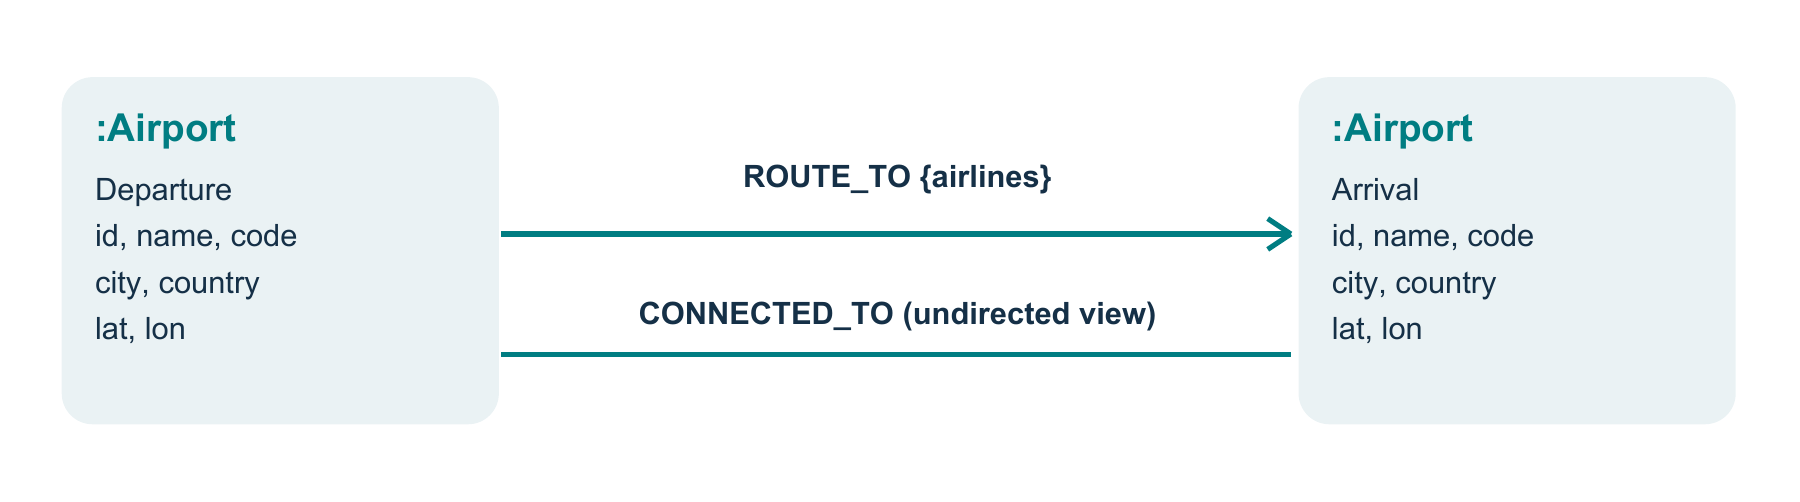 :Airport
Departure
id, name, code
city, country
lat, lon
ROUTE_TO {airlines}
CONNECTED_TO (undirected view)
:Airport
Arrival
id, name, code
city, country
lat, lon